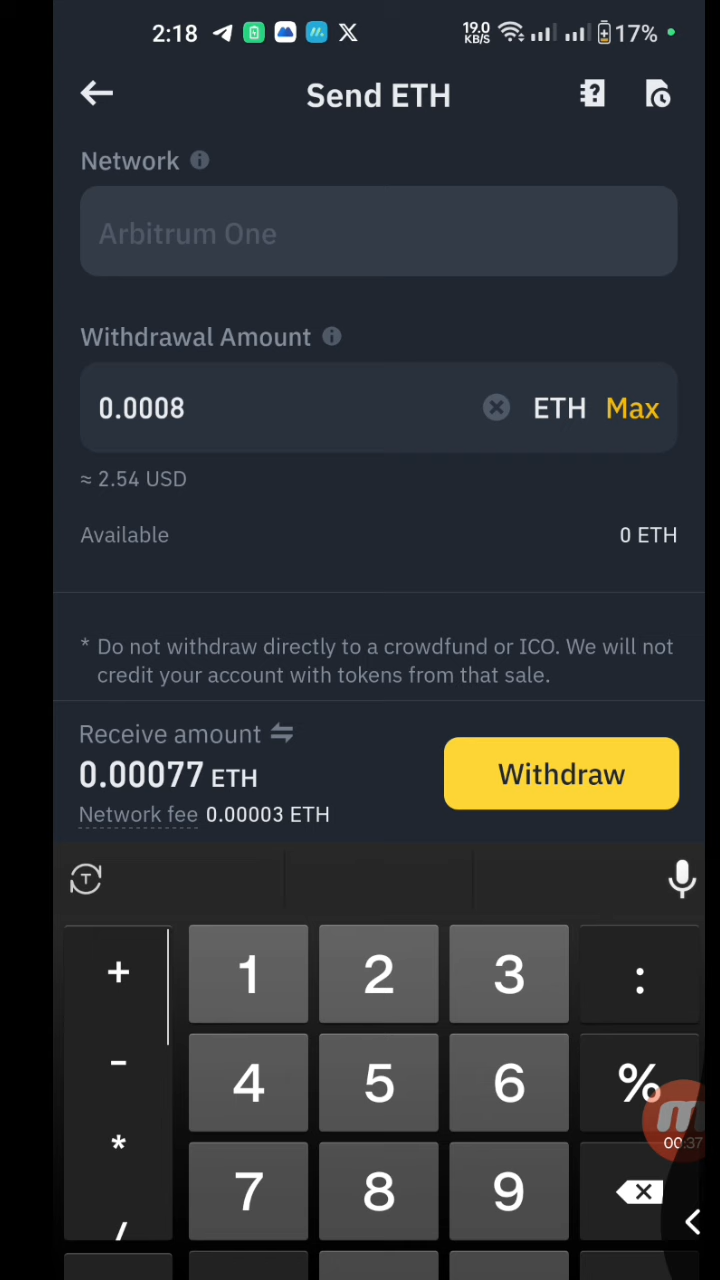 2:18 19.0 KB/S 17%
Send ETH
Network
Arbitrum One
Withdrawal Amount
0.0008 ETH Max
≈ 2.54 USD
Available 0 ETH
* Do not withdraw directly to a crowdfund or ICO. We will not
credit your account with tokens from that sale.
Receive amount
0.00077 ETH
Withdraw
Network fee 0.00003 ETH
T
+ 1 2 3 :
- 4 5 6 %
00:37
* 7 8 9
/